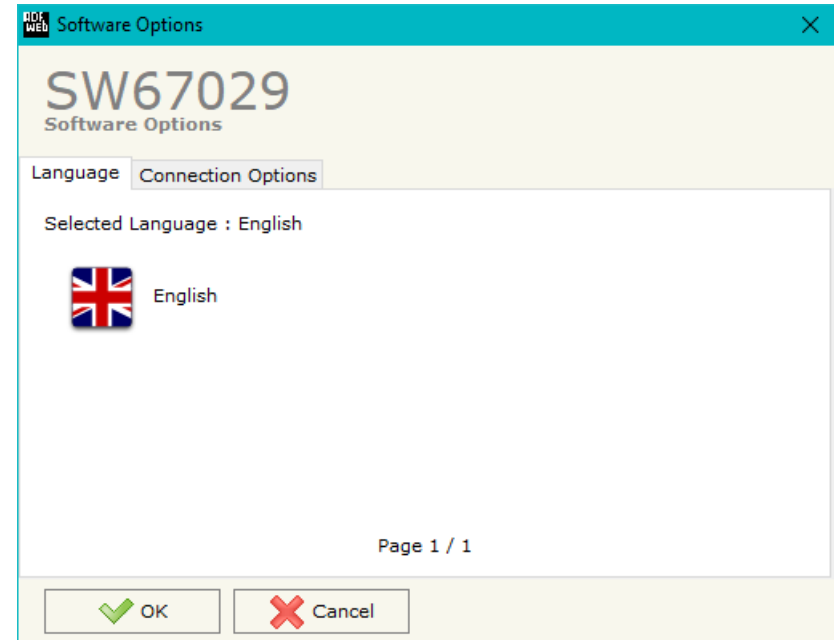 ADF
WEB Software Options
SW67029
Software Options
Language Connection Options
Selected Language : English
English
Page 1 / 1
OK Cancel